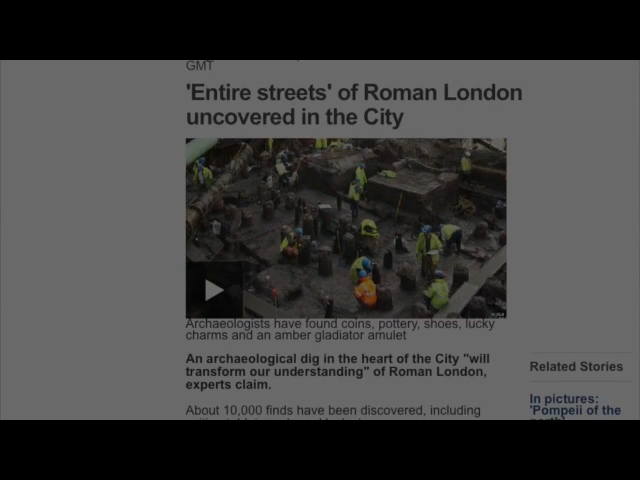 GMT
'Entire streets' of Roman London
uncovered in the City
Archaeologists have found coins, pottery, shoes, lucky
charms and an amber gladiator amulet
An archaeological dig in the heart of the City "will
transform our understanding" of Roman London,
experts claim.
About 10,000 finds have been discovered, including
Related Stories
In pictures:
'Pompeii of the